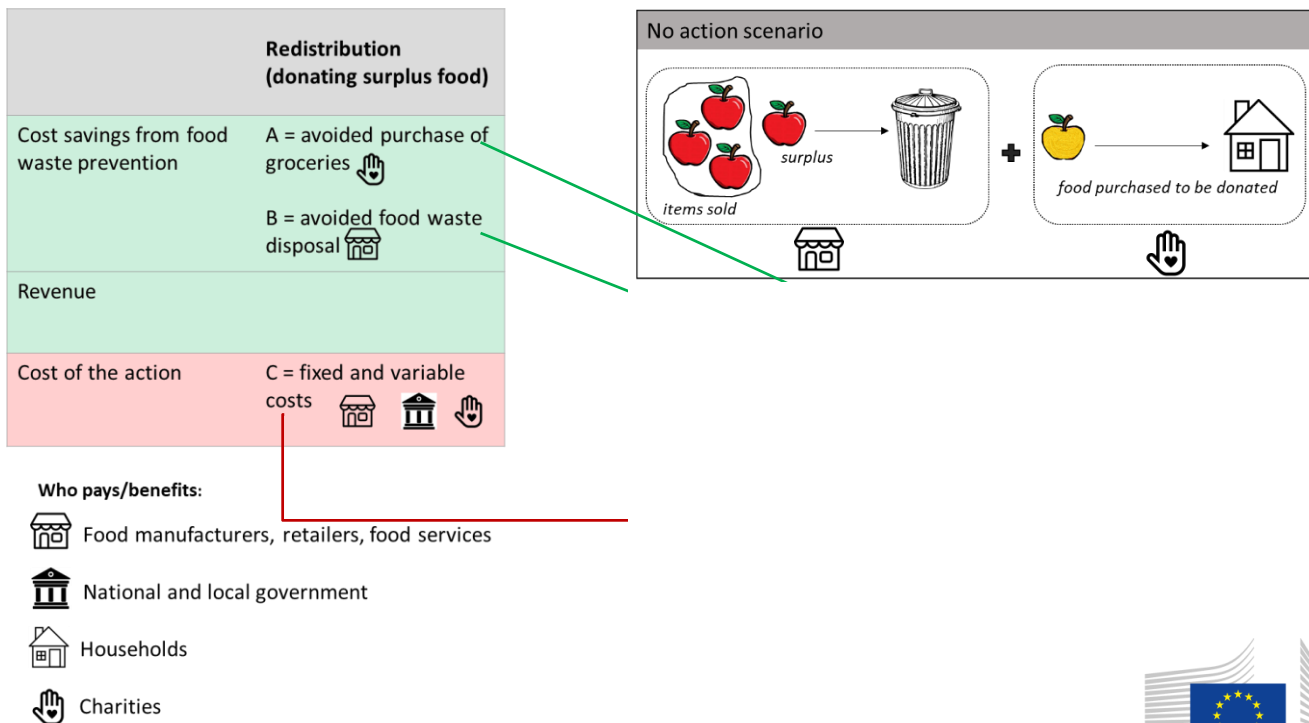 Redistribution
(donating surplus food)
Cost savings from food
waste prevention
A = avoided purchase of
groceries
B = avoided food waste
disposal
Revenue
Cost of the action
C = fixed and variable
costs
Who pays/benefits:
Food manufacturers, retailers, food services
National and local government
Households
Charities
No action scenario
surplus
items sold
food purchased to be donated